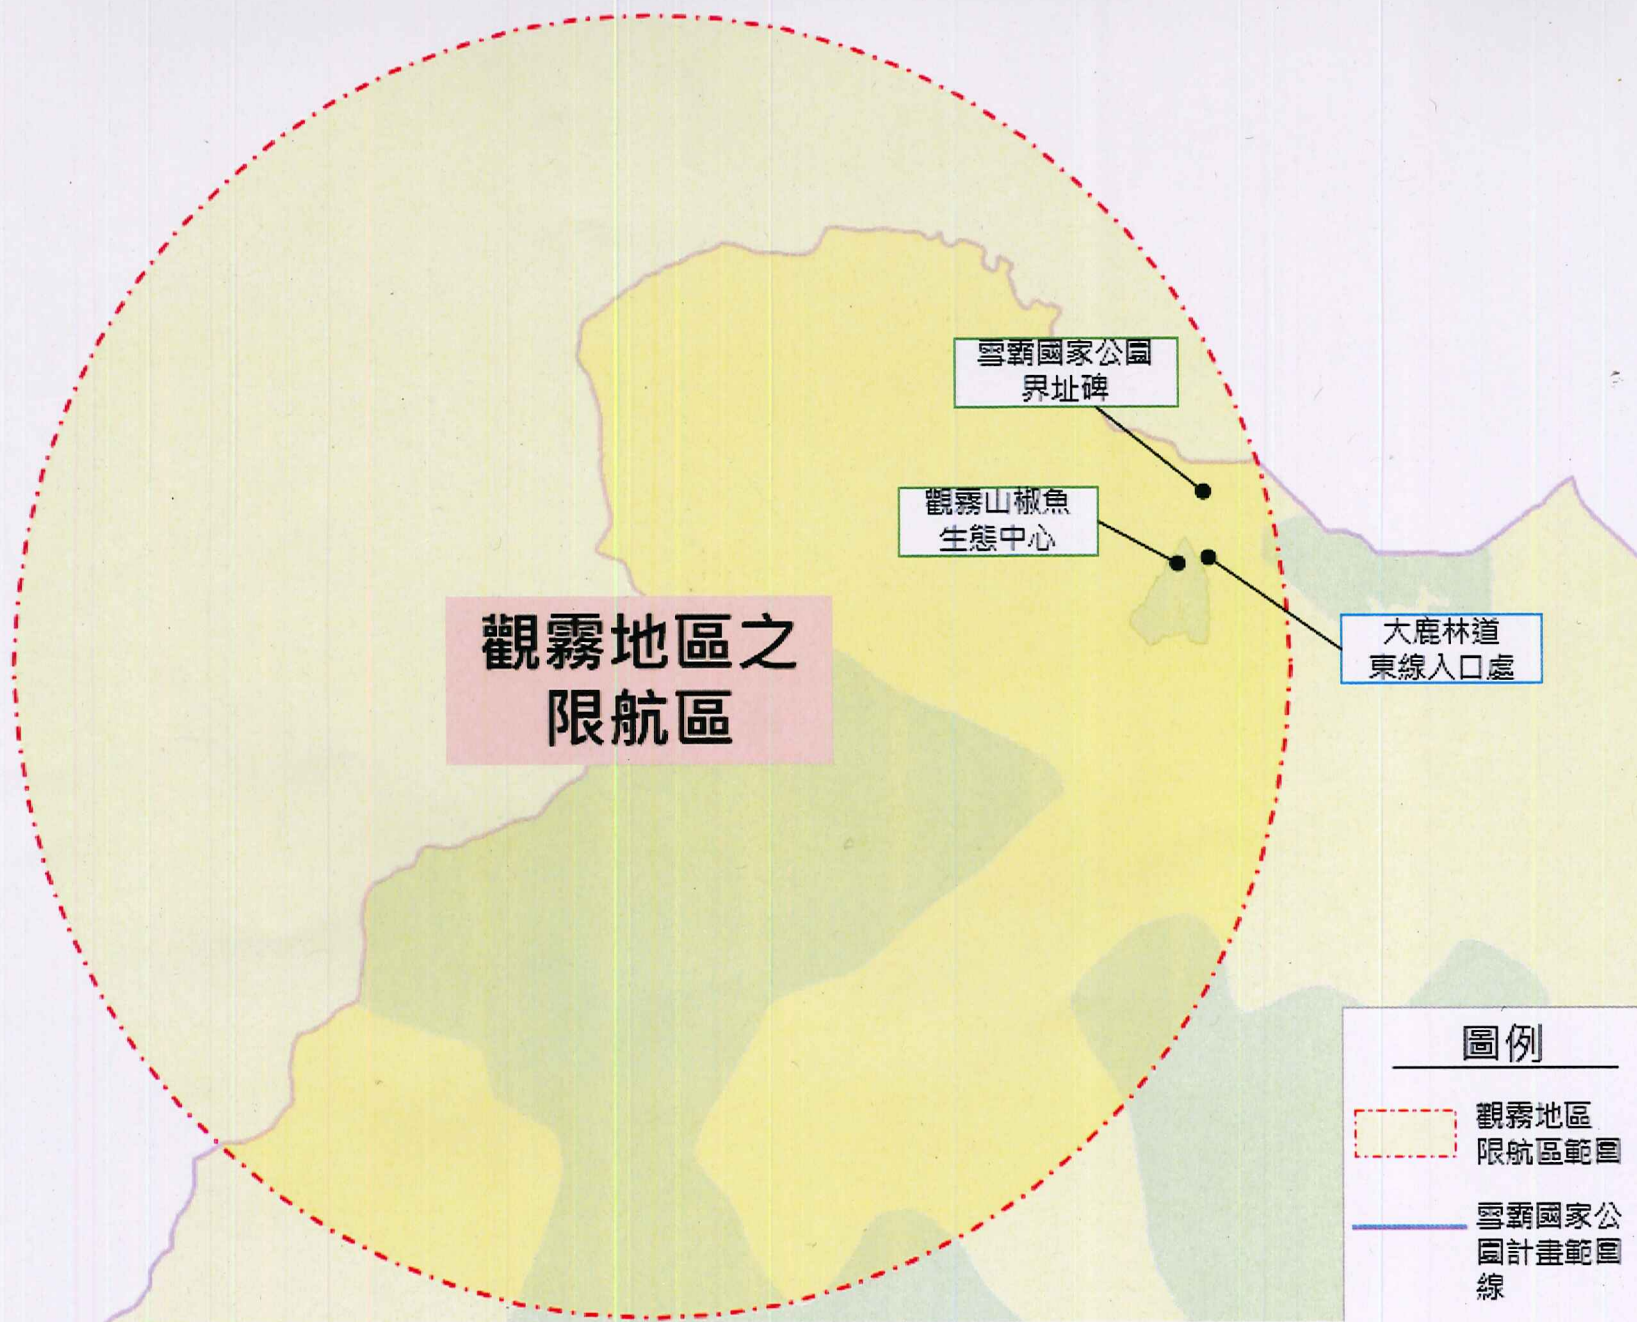 雪霸國家公園
界址碑
觀霧山椒魚
生態中心
觀霧地區之
限航區
大鹿林道
東線入口處
圖例
觀霧地區
限航區範圍
雪霸國家公
園計畫範圍
線